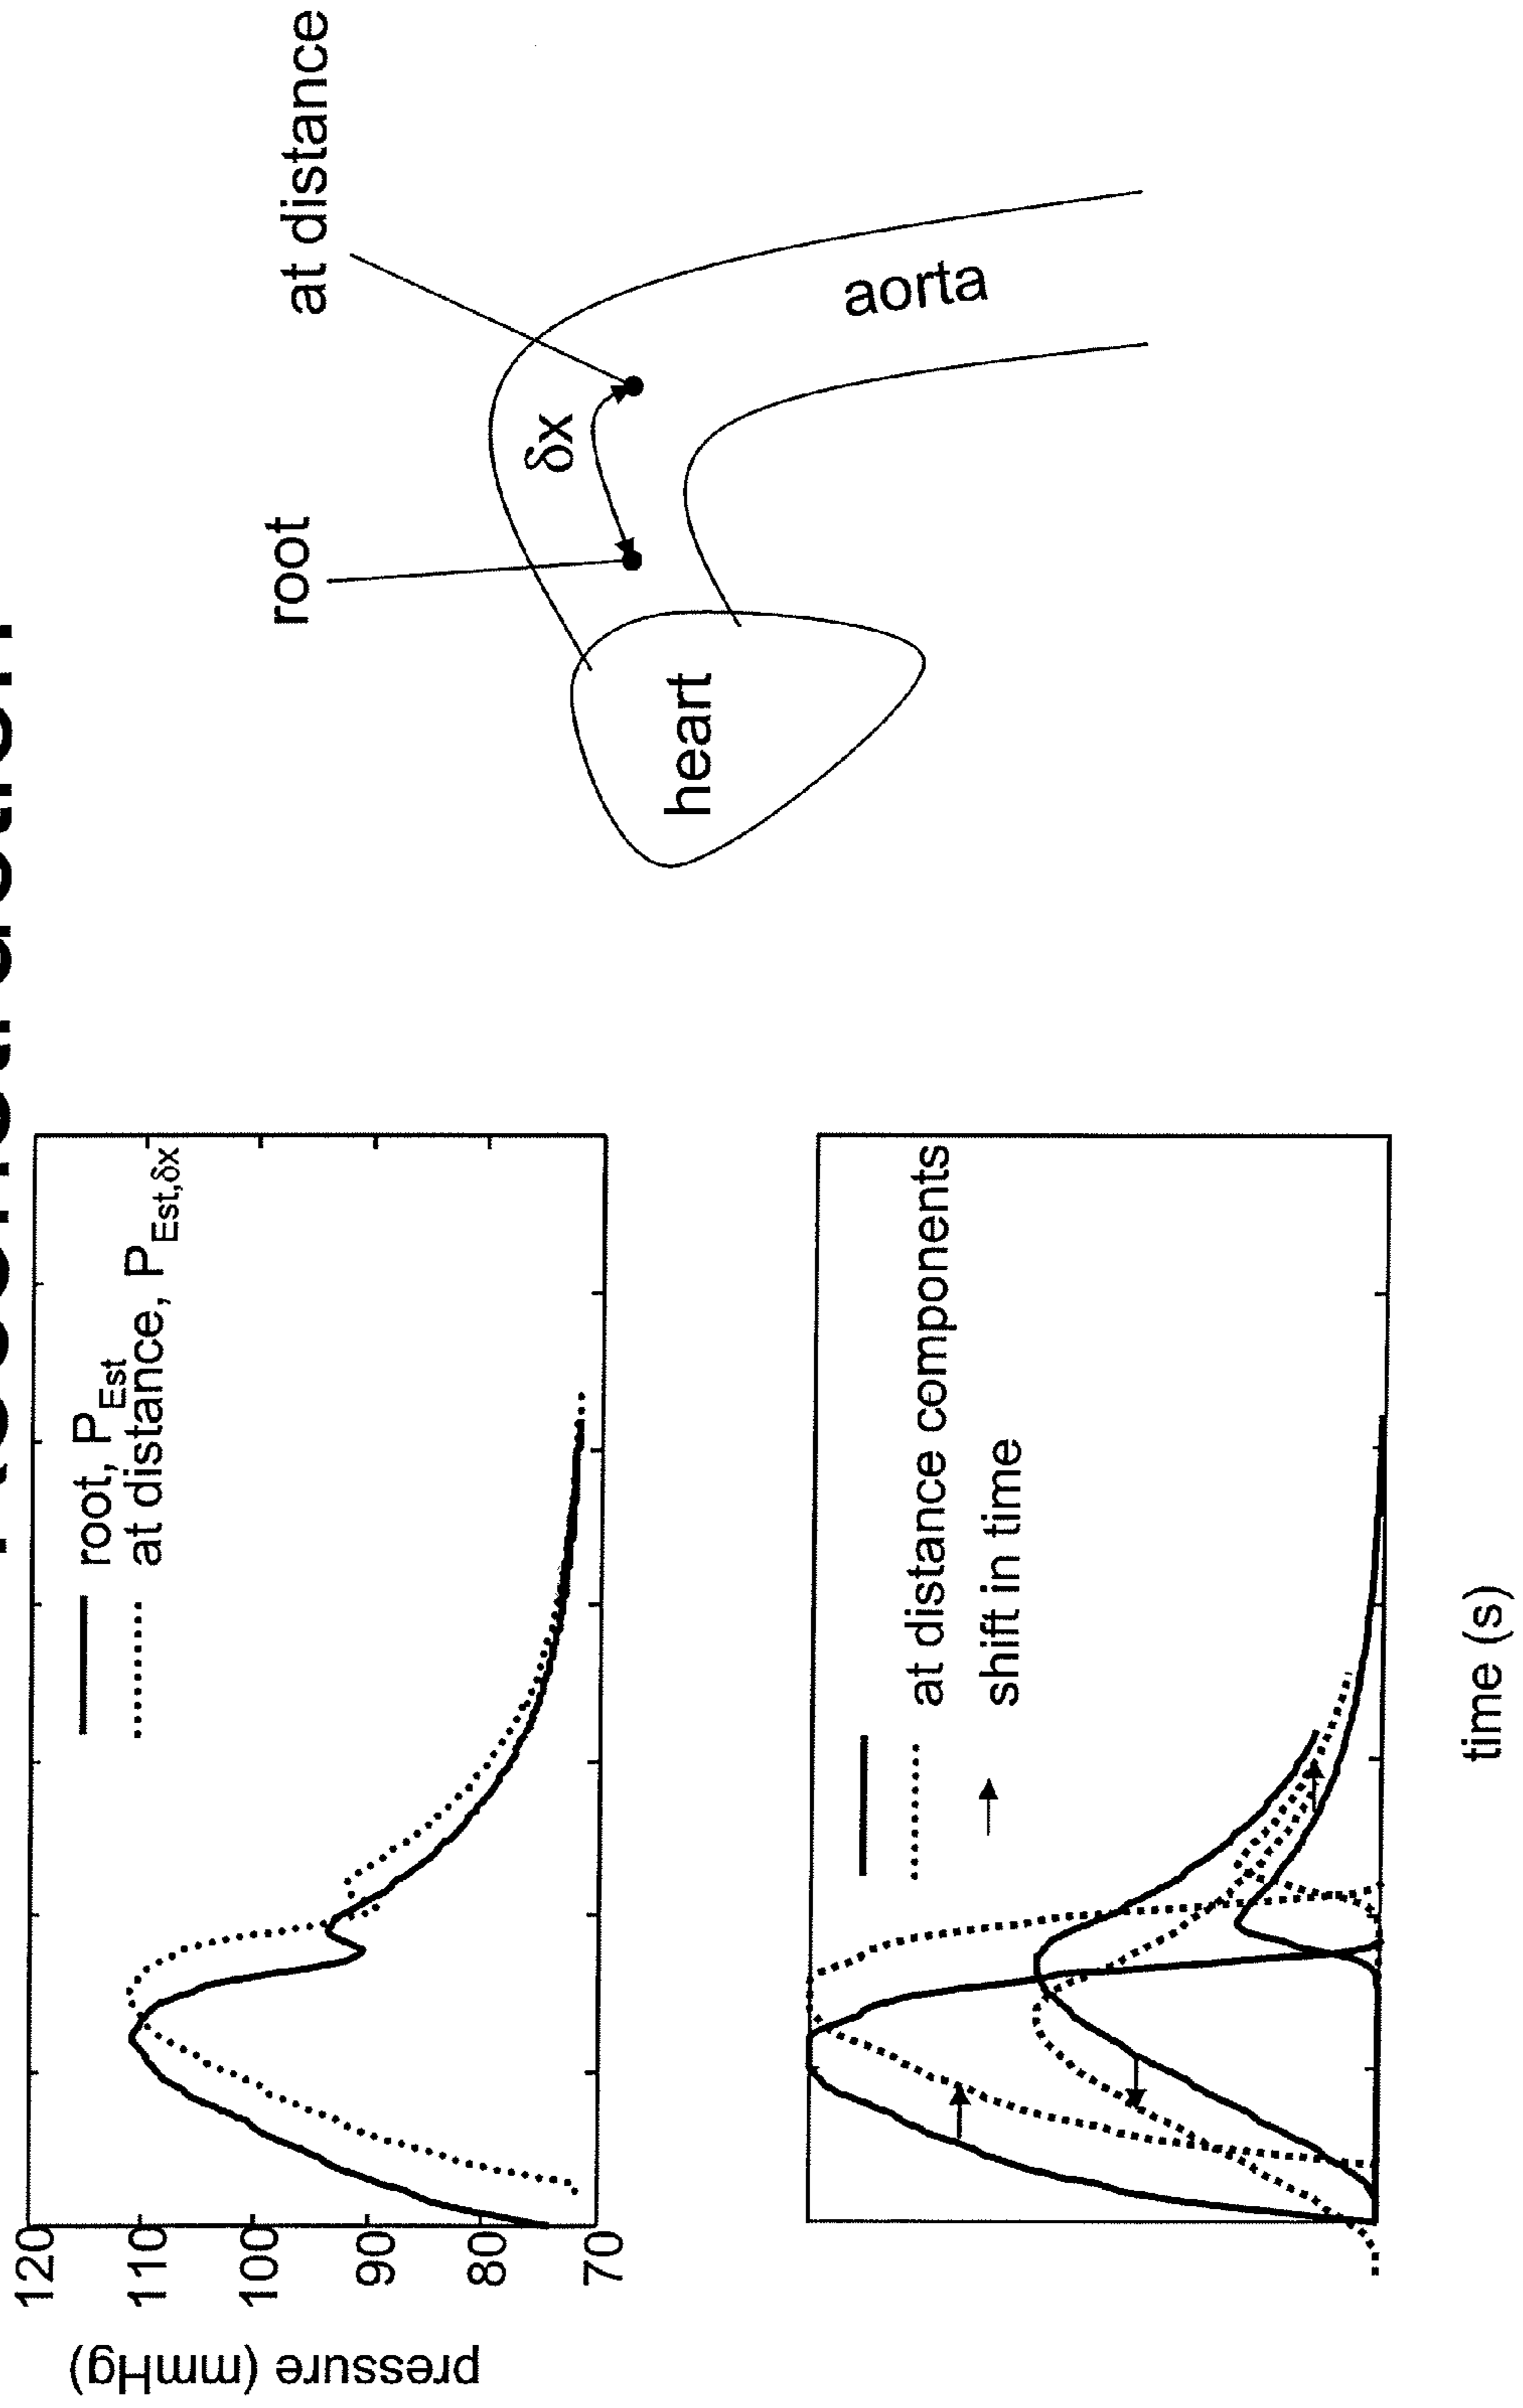 120
110
100
90
80
70
pressure (mmHg)
root, P_Est
at distance, P_Est,δx
at distance components
shift in time
time (s)
root
at distance
δx
heart
aorta